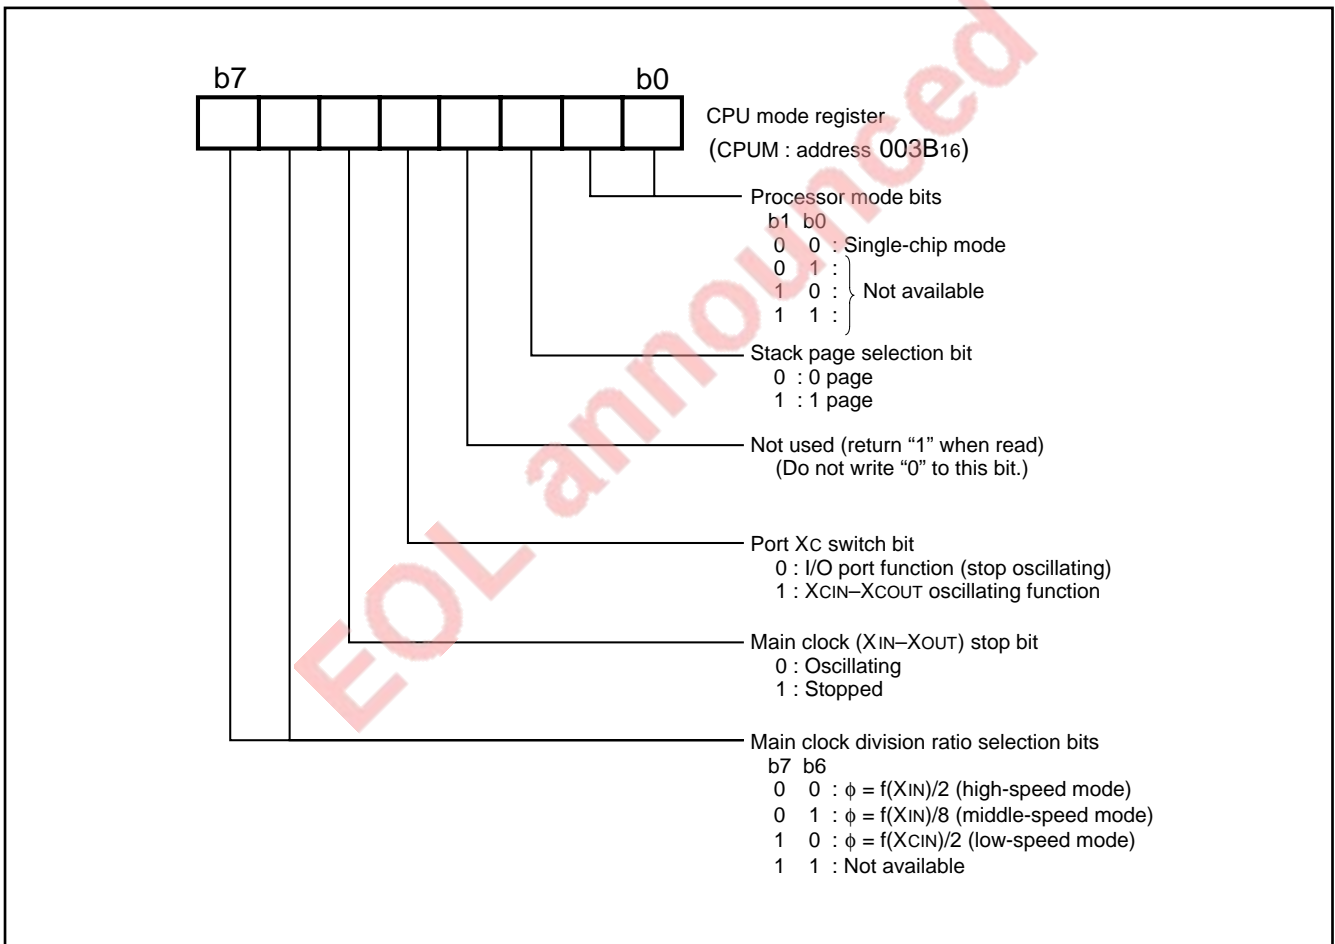 b7 b0
CPU mode register
(CPUM : address 003B16)
Processor mode bits
b1 b0
0 0 : Single-chip mode
0 1 :
1 0 : Not available
1 1 :
Stack page selection bit
0 : 0 page
1 : 1 page
Not used (return “1” when read)
(Do not write “0” to this bit.)
Port XC switch bit
0 : I/O port function (stop oscillating)
1 : XCIN–XCOUT oscillating function
Main clock (XIN–XOUT) stop bit
0 : Oscillating
1 : Stopped
Main clock division ratio selection bits
b7 b6
0 0 : φ = f(XIN)/2 (high-speed mode)
0 1 : φ = f(XIN)/8 (middle-speed mode)
1 0 : φ = f(XCIN)/2 (low-speed mode)
1 1 : Not available
EOL announced